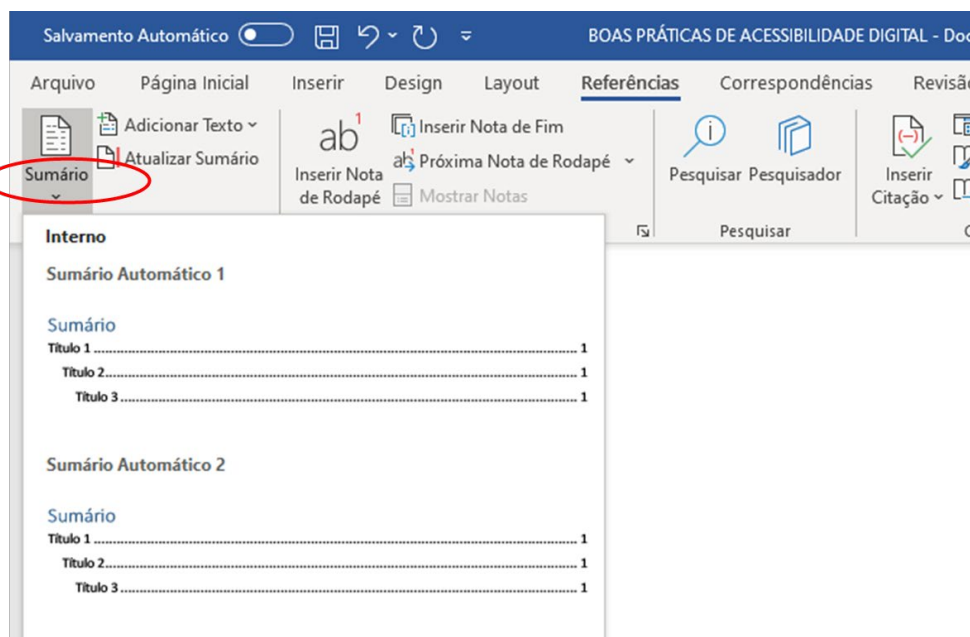 Salvamento Automático
BOAS PRÁTICAS DE ACESSIBILIDADE DIGITAL - Doc
Arquivo Página Inicial Inserir Design Layout Referências Correspondências Revisão
Sumário
Adicionar Texto
Atualizar Sumário
ab1
Inserir Nota de Rodapé
Inserir Nota de Fim
Próxima Nota de Rodapé
Mostrar Notas
Pesquisar Pesquisador
Pesquisar
Inserir
Citação
Interno
Sumário Automático 1
Sumário
Título 1 ... 1
Título 2 ... 1
Título 3 ... 1
Sumário Automático 2
Sumário
Título 1 ... 1
Título 2 ... 1
Título 3 ... 1